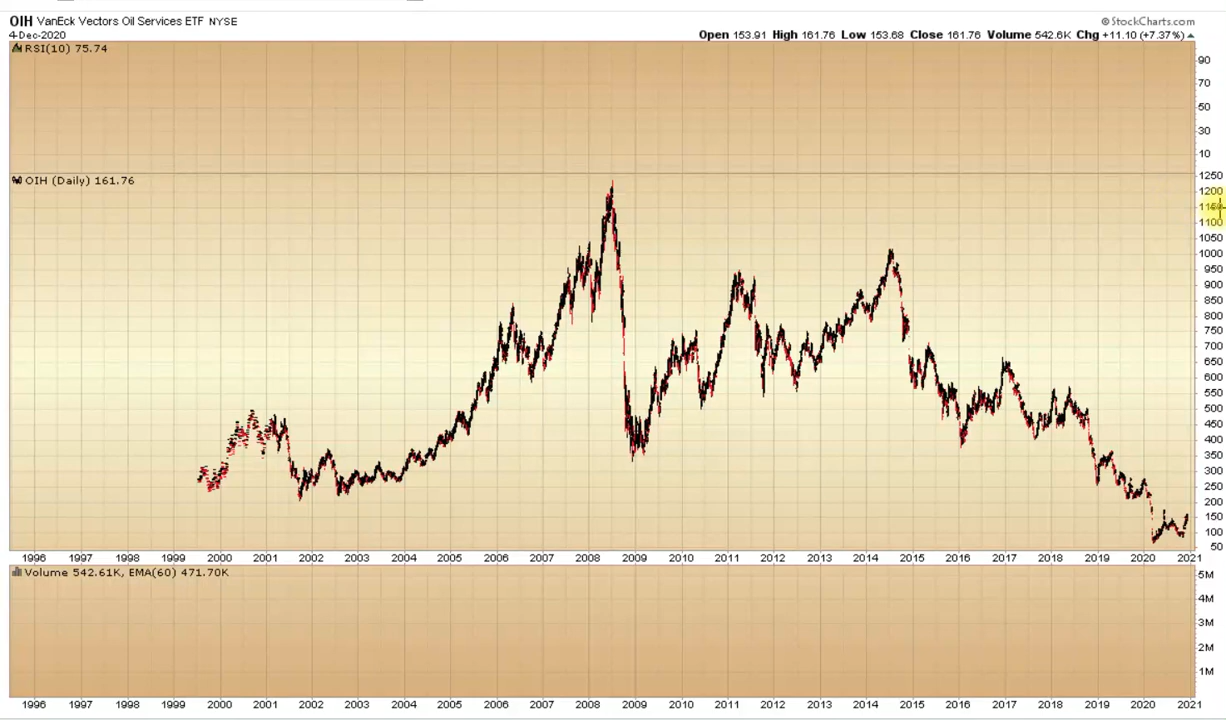 OIH VanEck Vectors Oil Services ETF NYSE
©StockCharts.com
4-Dec-2020
Open 153.91 High 161.76 Low 153.68 Close 161.76 Volume 542.6K Chg +11.10 (+7.37%)
RSI(10) 75.74
90
70
50
30
10
OIH (Daily) 161.76
1250
1200
1150
1100
1050
1000
950
900
850
800
750
700
650
600
550
500
450
400
350
300
250
200
150
100
50
1996 1997 1998 1999 2000 2001 2002 2003 2004 2005 2006 2007 2008 2009 2010 2011 2012 2013 2014 2015 2016 2017 2018 2019 2020 2021
Volume 542.61K, EMA(60) 471.70K
5M
4M
3M
2M
1M
1996 1997 1998 1999 2000 2001 2002 2003 2004 2005 2006 2007 2008 2009 2010 2011 2012 2013 2014 2015 2016 2017 2018 2019 2020 2021